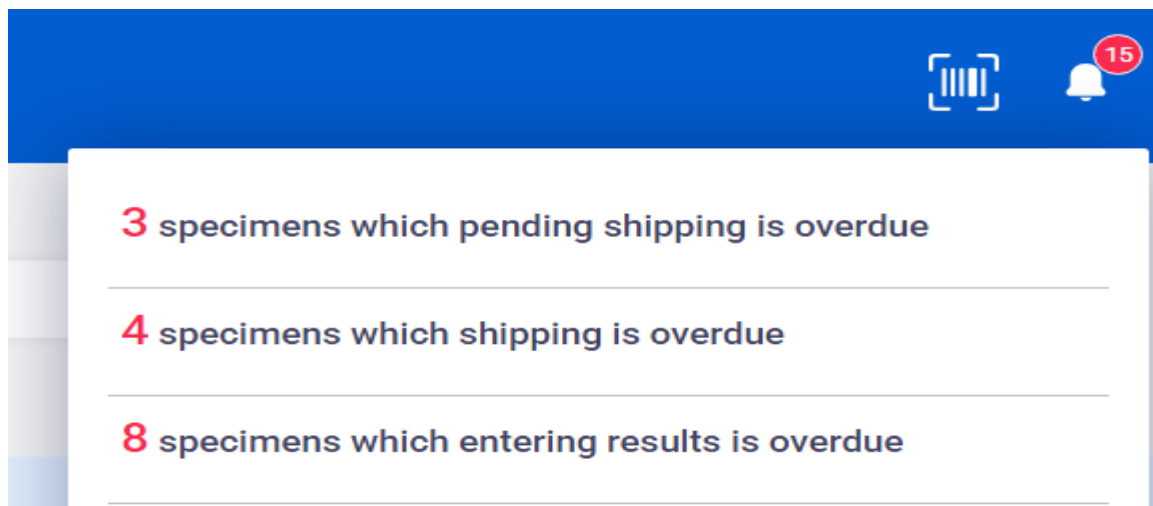 15
3 specimens which pending shipping is overdue
4 specimens which shipping is overdue
8 specimens which entering results is overdue